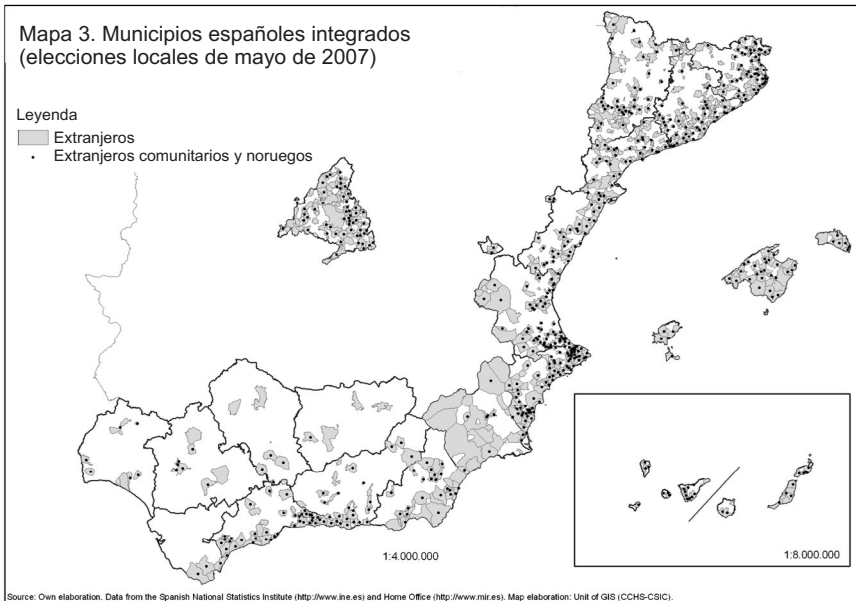 Mapa 3. Municipios españoles integrados
(elecciones locales de mayo de 2007)
Leyenda
Extranjeros
Extranjeros comunitarios y noruegos
1:4.000.000
1:8.000.000
Source: Own elaboration. Data from the Spanish National Statistics Institute (http://www.ine.es) and Home Office (http://www.mir.es). Map elaboration: Unit of GIS (CCHS-CSIC).